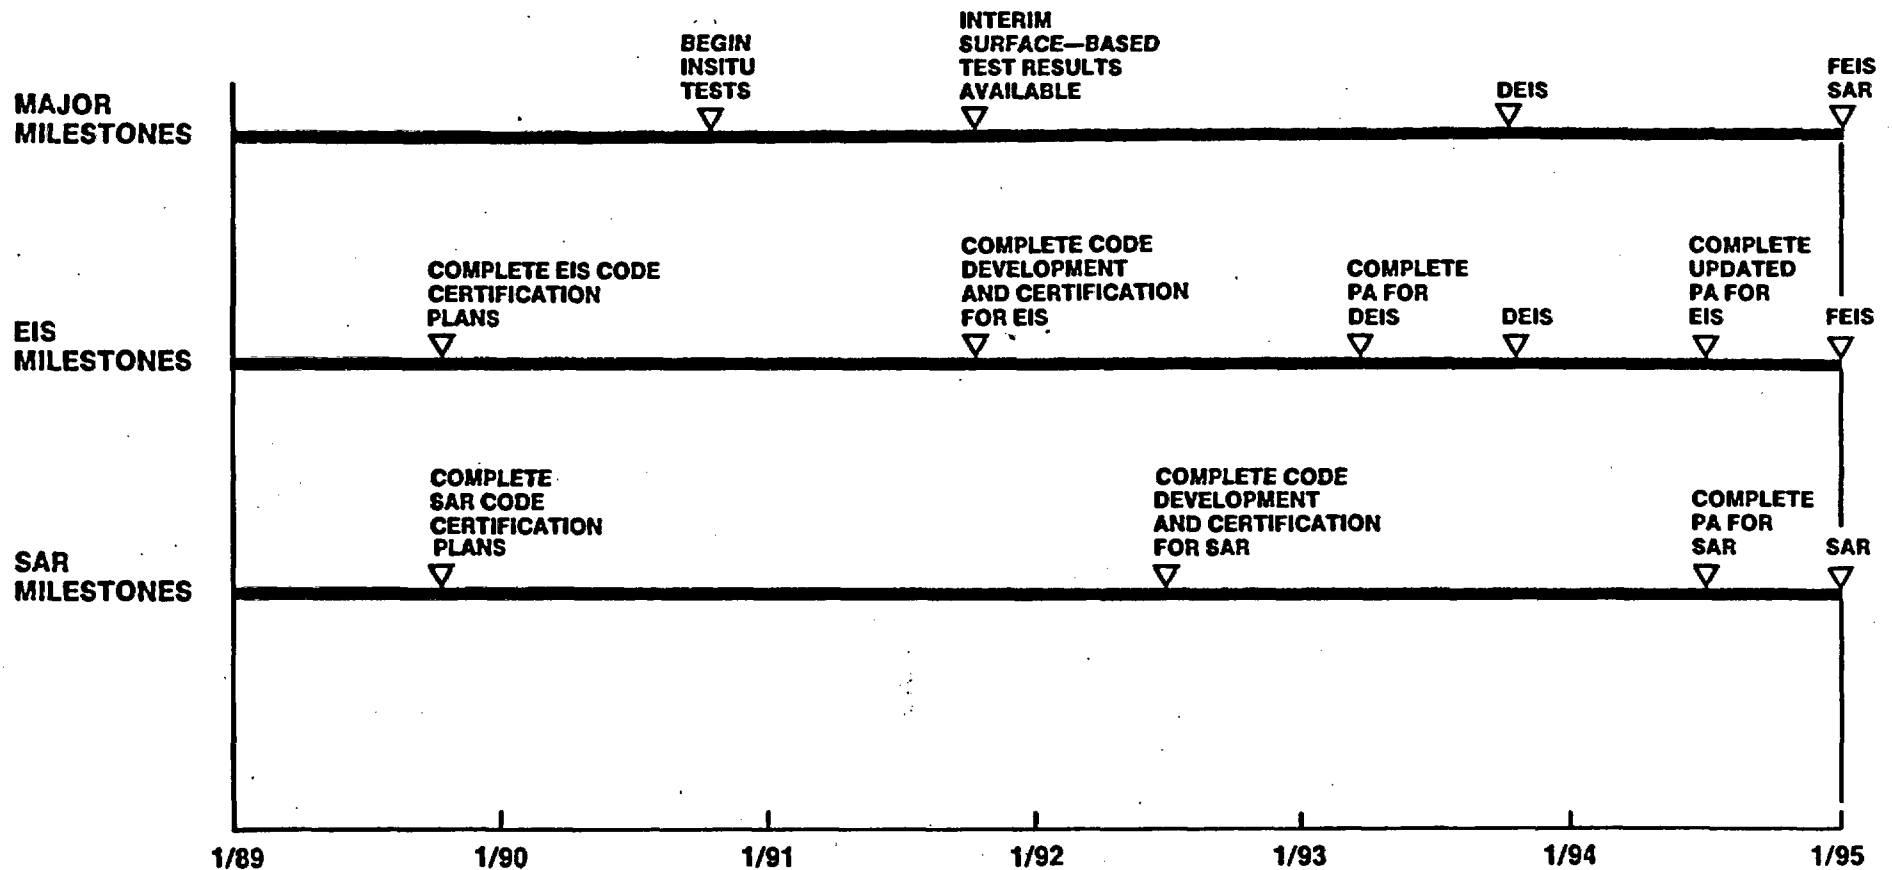 MAJOR
MILESTONES
BEGIN
INSITU
TESTS
INTERIM
SURFACE—BASED
TEST RESULTS
AVAILABLE
DEIS
FEIS
SAR
EIS
MILESTONES
COMPLETE EIS CODE
CERTIFICATION
PLANS
COMPLETE CODE
DEVELOPMENT
AND CERTIFICATION
FOR EIS
COMPLETE
PA FOR
DEIS
DEIS
COMPLETE
UPDATED
PA FOR
EIS
FEIS
SAR
MILESTONES
COMPLETE
SAR CODE
CERTIFICATION
PLANS
COMPLETE CODE
DEVELOPMENT
AND CERTIFICATION
FOR SAR
COMPLETE
PA FOR
SAR
SAR
1/89
1/90
1/91
1/92
1/93
1/94
1/95